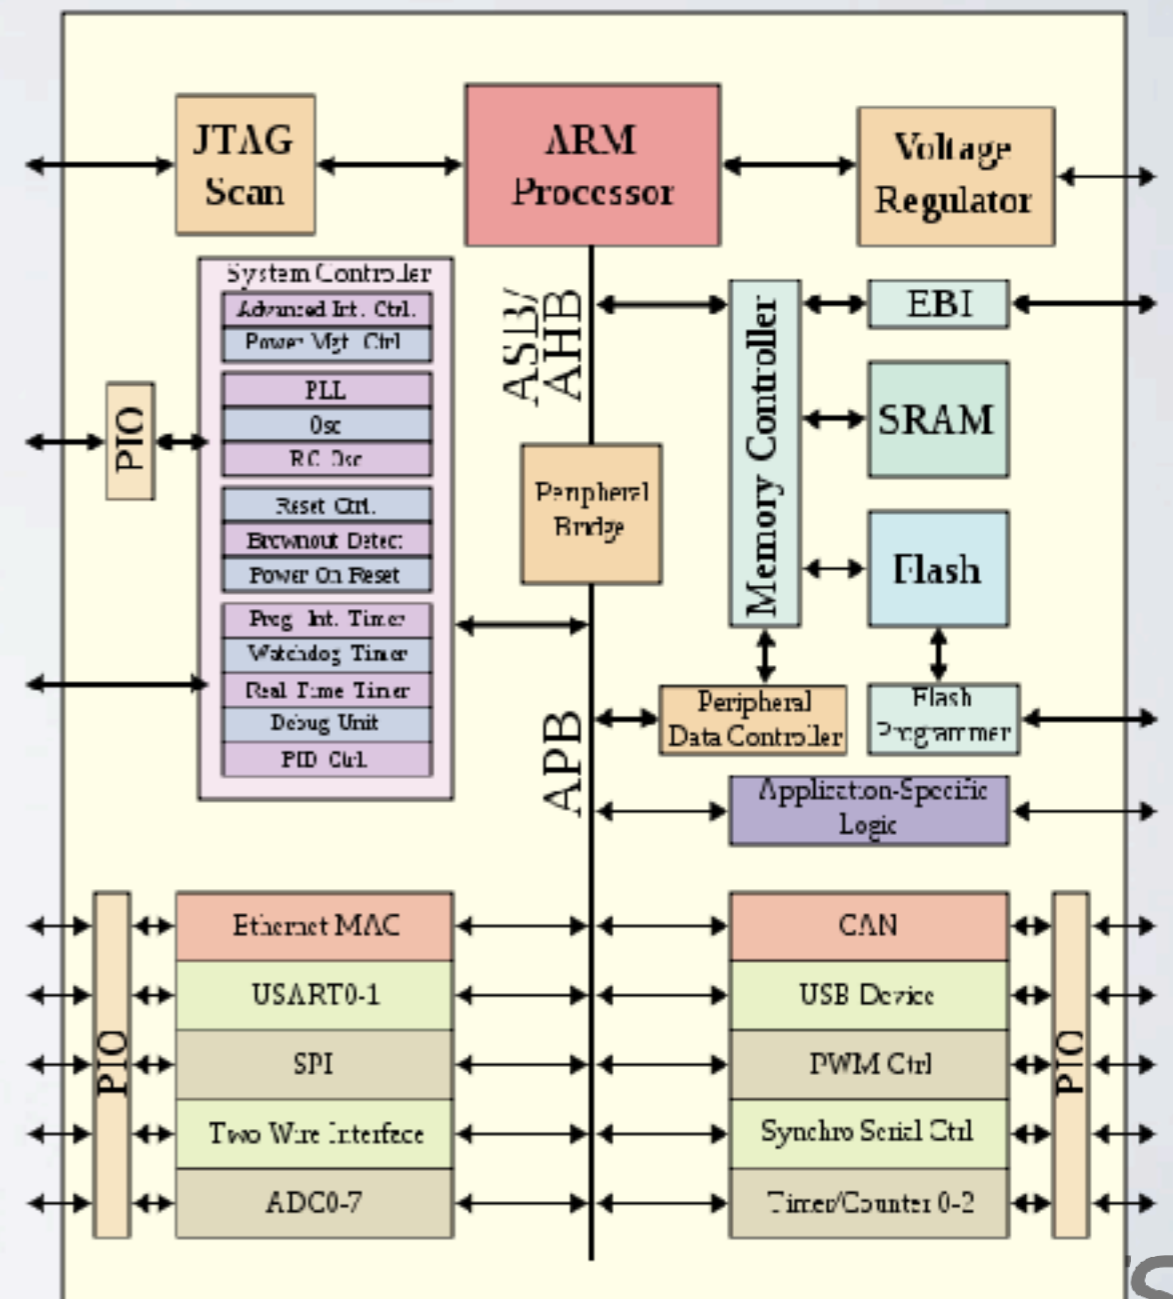 JTAG
Scan
ARM
Processor
Voltage
Regulator
System Controller
Advanced Int. Ctrl.
Power Mgt. Ctrl
PLL
Osc
RC Osc
Reset Ctrl.
Brownout Detect
Power On Reset
Prog. Int. Timer
Watchdog Timer
Real Time Timer
Debug Unit
PID Ctrl
PIO
ASB/
AHB
Peripheral
Bridge
APB
Memory Controller
EBI
SRAM
Flash
Peripheral
Data Controller
Flash
Programmer
Application-Specific
Logic
PIO
Ethernet MAC
USART0-1
SPI
Two Wire Interface
ADC0-7
CAN
USB Device
PWM Ctrl
Synchro Serial Ctrl
Timer/Counter 0-2
PIO